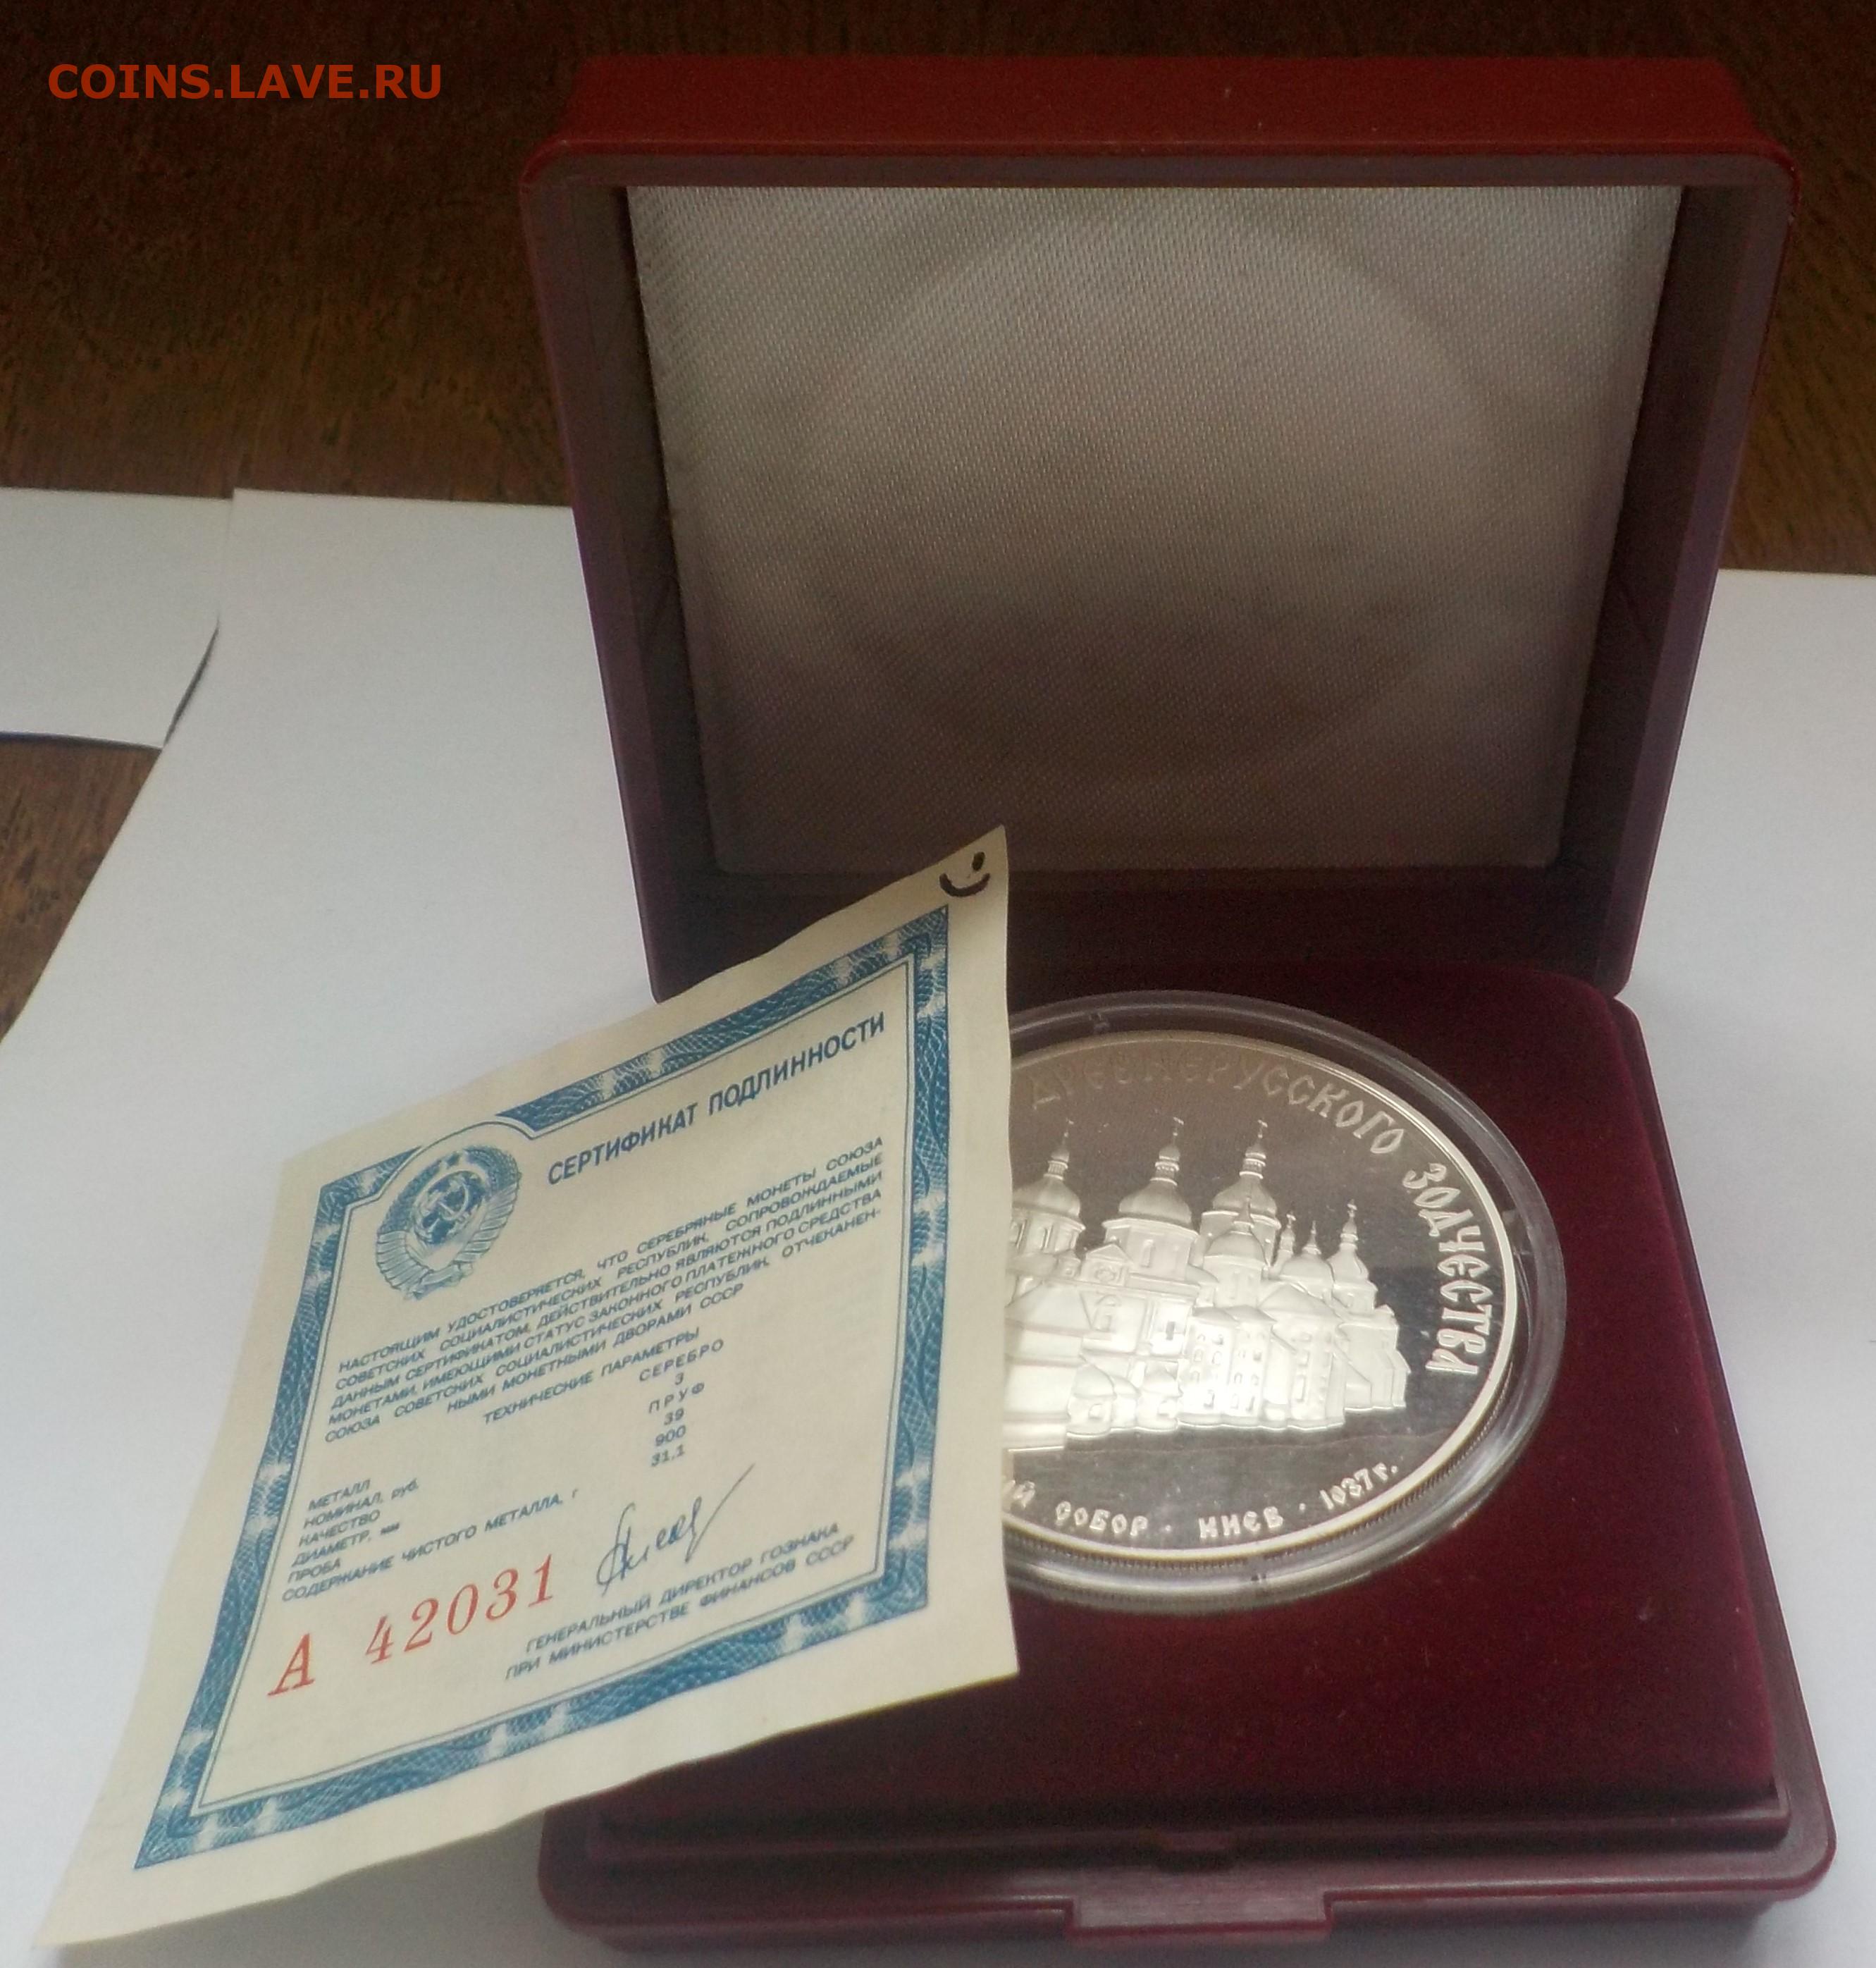 COINS.LAVE.RU
СЕРТИФИКАТ ПОДЛИННОСТИ
НАСТОЯЩИМ УДОСТОВЕРЯЕТСЯ, ЧТО СЕРЕБРЯНЫЕ МОНЕТЫ СОЮЗА
СОВЕТСКИХ СОЦИАЛИСТИЧЕСКИХ РЕСПУБЛИК, СОПРОВОЖДАЕМЫЕ
ДАННЫМ СЕРТИФИКАТОМ, ДЕЙСТВИТЕЛЬНО ЯВЛЯЮТСЯ ПОДЛИННЫМИ
МОНЕТАМИ, ИМЕЮЩИМИ СТАТУС ЗАКОННОГО ПЛАТЕЖНОГО СРЕДСТВА
СОЮЗА СОВЕТСКИХ СОЦИАЛИСТИЧЕСКИХ РЕСПУБЛИК, ОТЧЕКАНЕН-
НЫМИ МОНЕТНЫМИ ДВОРАМИ СССР
ТЕХНИЧЕСКИЕ ПАРАМЕТРЫ
МЕТАЛЛ СЕРЕБРО
НОМИНАЛ, руб. 3
КАЧЕСТВО ПРУФ
ДИАМЕТР, мм 39
ПРОБА 900
СОДЕРЖАНИЕ ЧИСТОГО МЕТАЛЛА, г 31,1
А 42031
ГЕНЕРАЛЬНЫЙ ДИРЕКТОР ГОЗНАКА
ПРИ МИНИСТЕРСТВЕ ФИНАНСОВ СССР
ДРЕВНЕРУССКОГО ЗОДЧЕСТВА
ИЙ СОБОР · КИЕВ · 1037г.